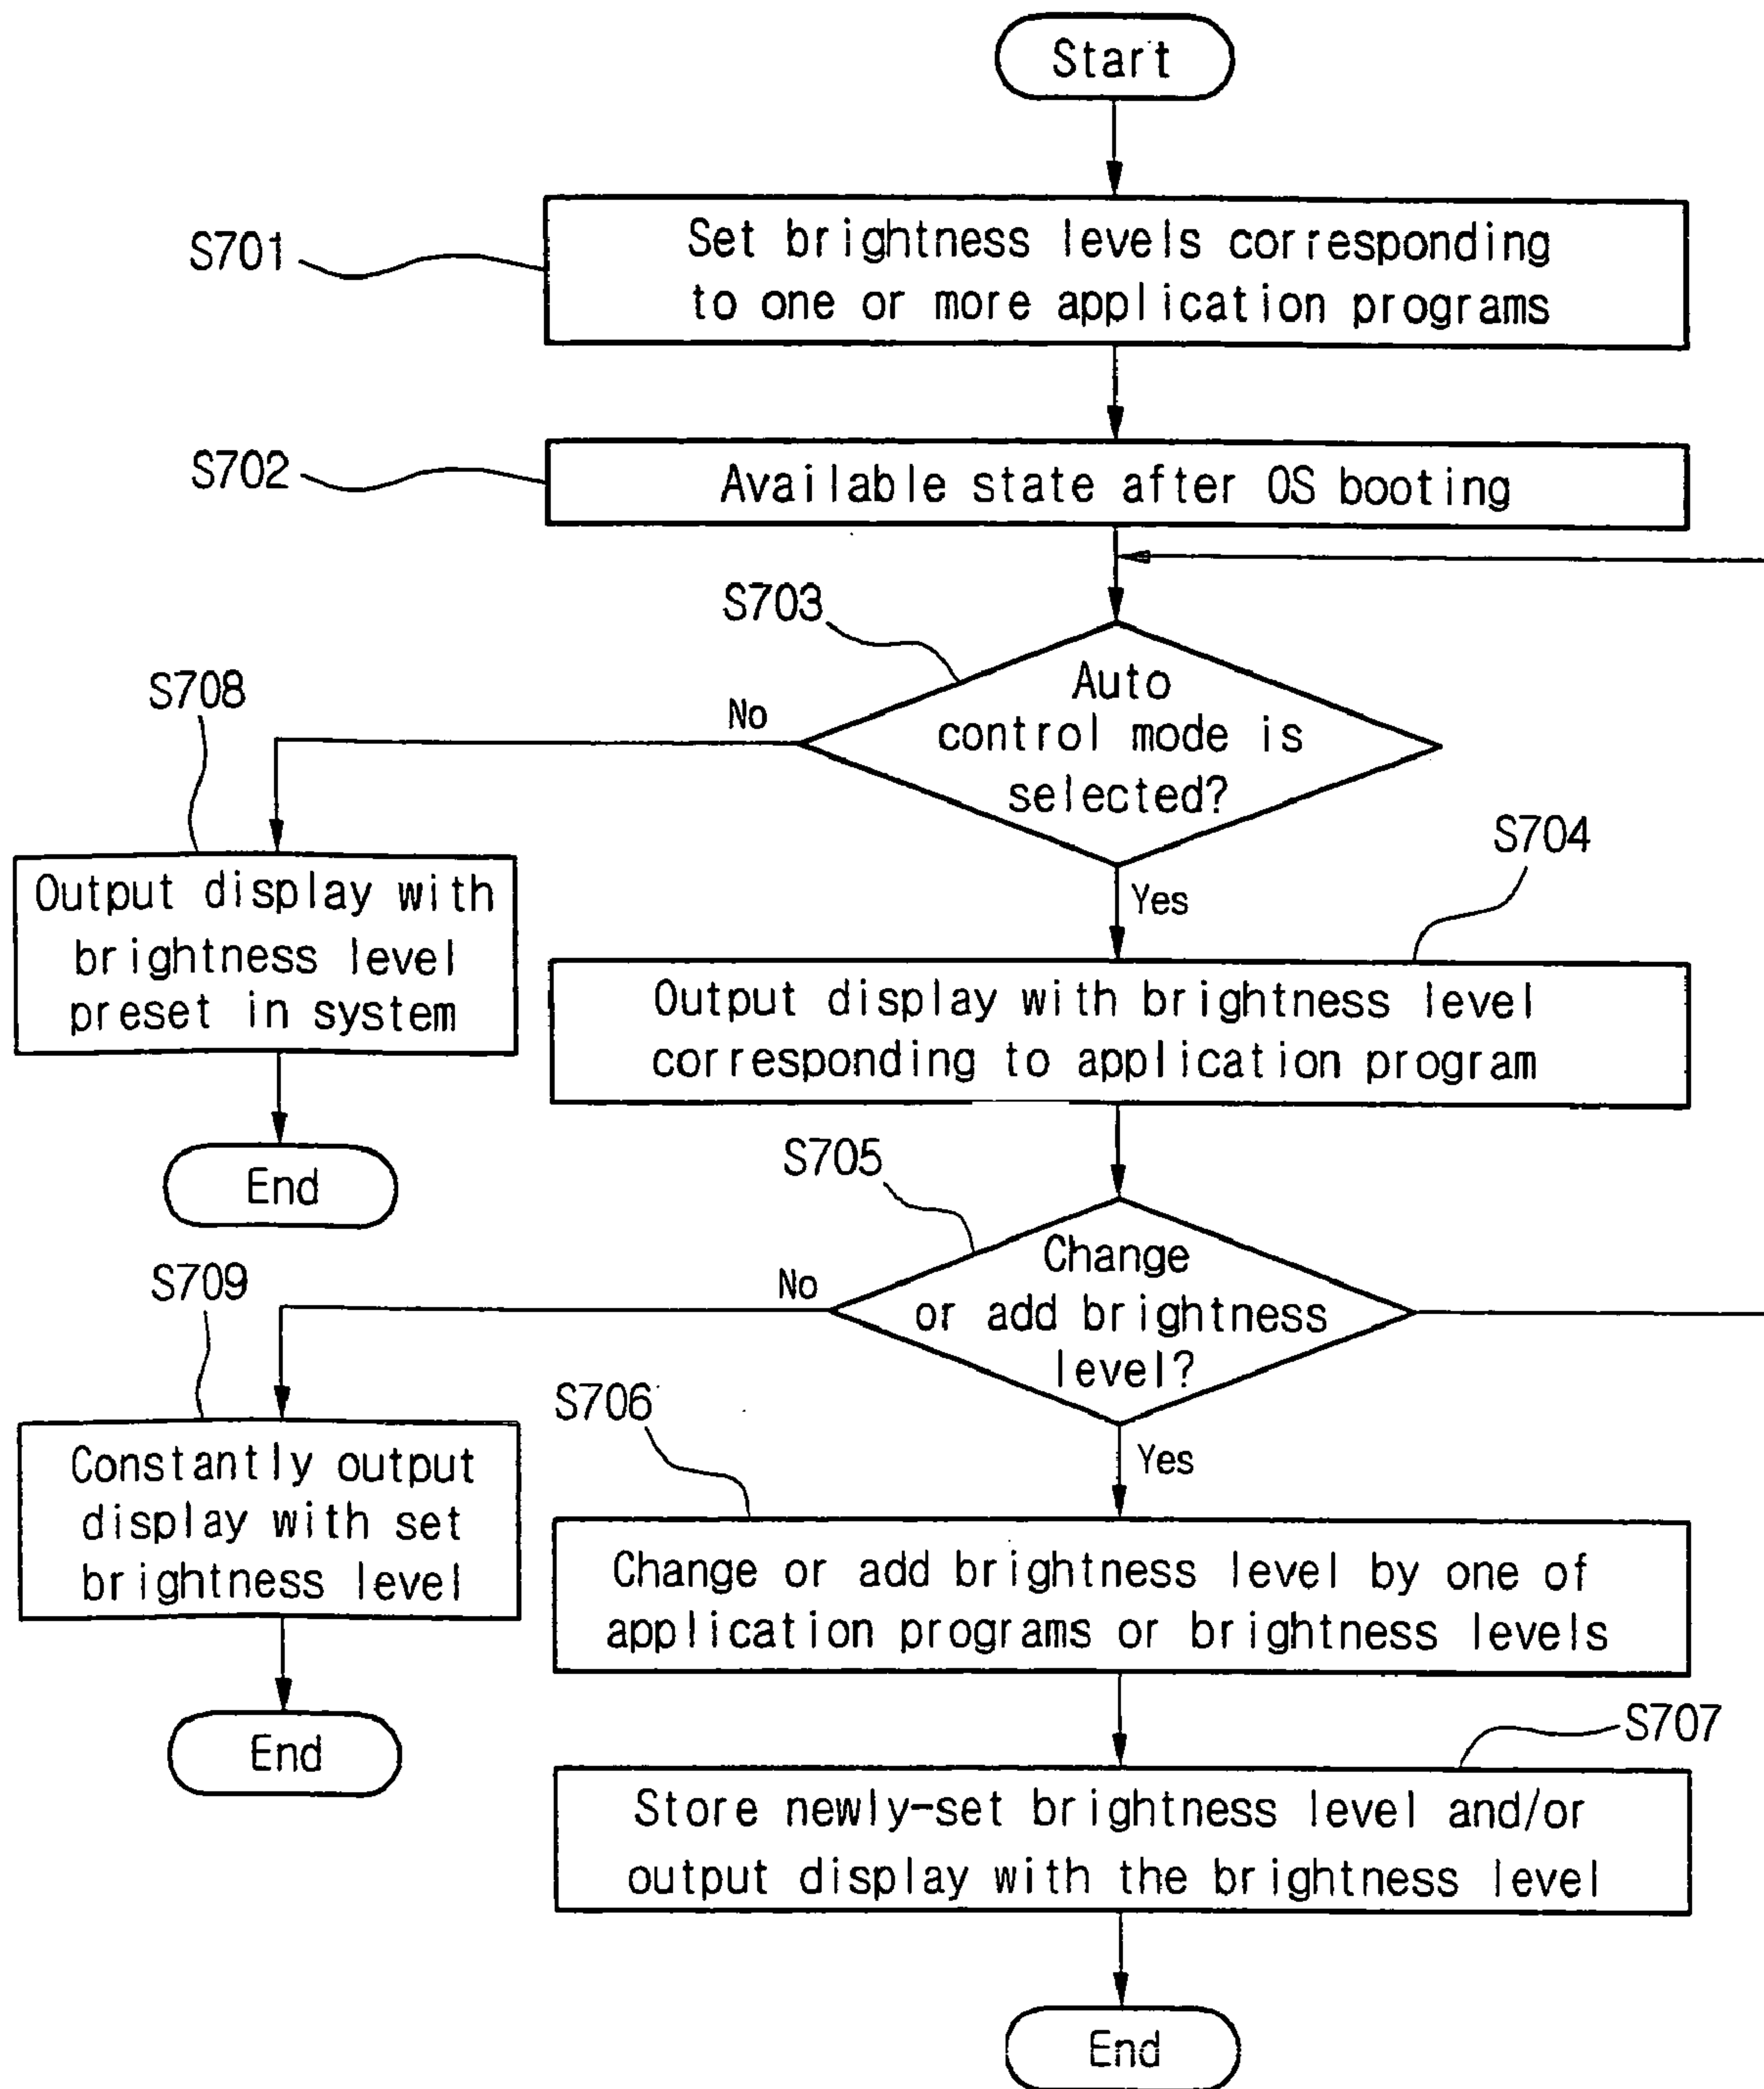 Start
S701
Set brightness levels corresponding
to one or more application programs
S702
Available state after OS booting
S703
Auto
control mode is
selected?
No
Yes
S708
Output display with
brightness level
preset in system
End
S704
Output display with brightness level
corresponding to application program
S705
Change
or add brightness
level?
No
Yes
S709
Constantly output
display with set
brightness level
End
S706
Change or add brightness level by one of
application programs or brightness levels
S707
Store newly-set brightness level and/or
output display with the brightness level
End